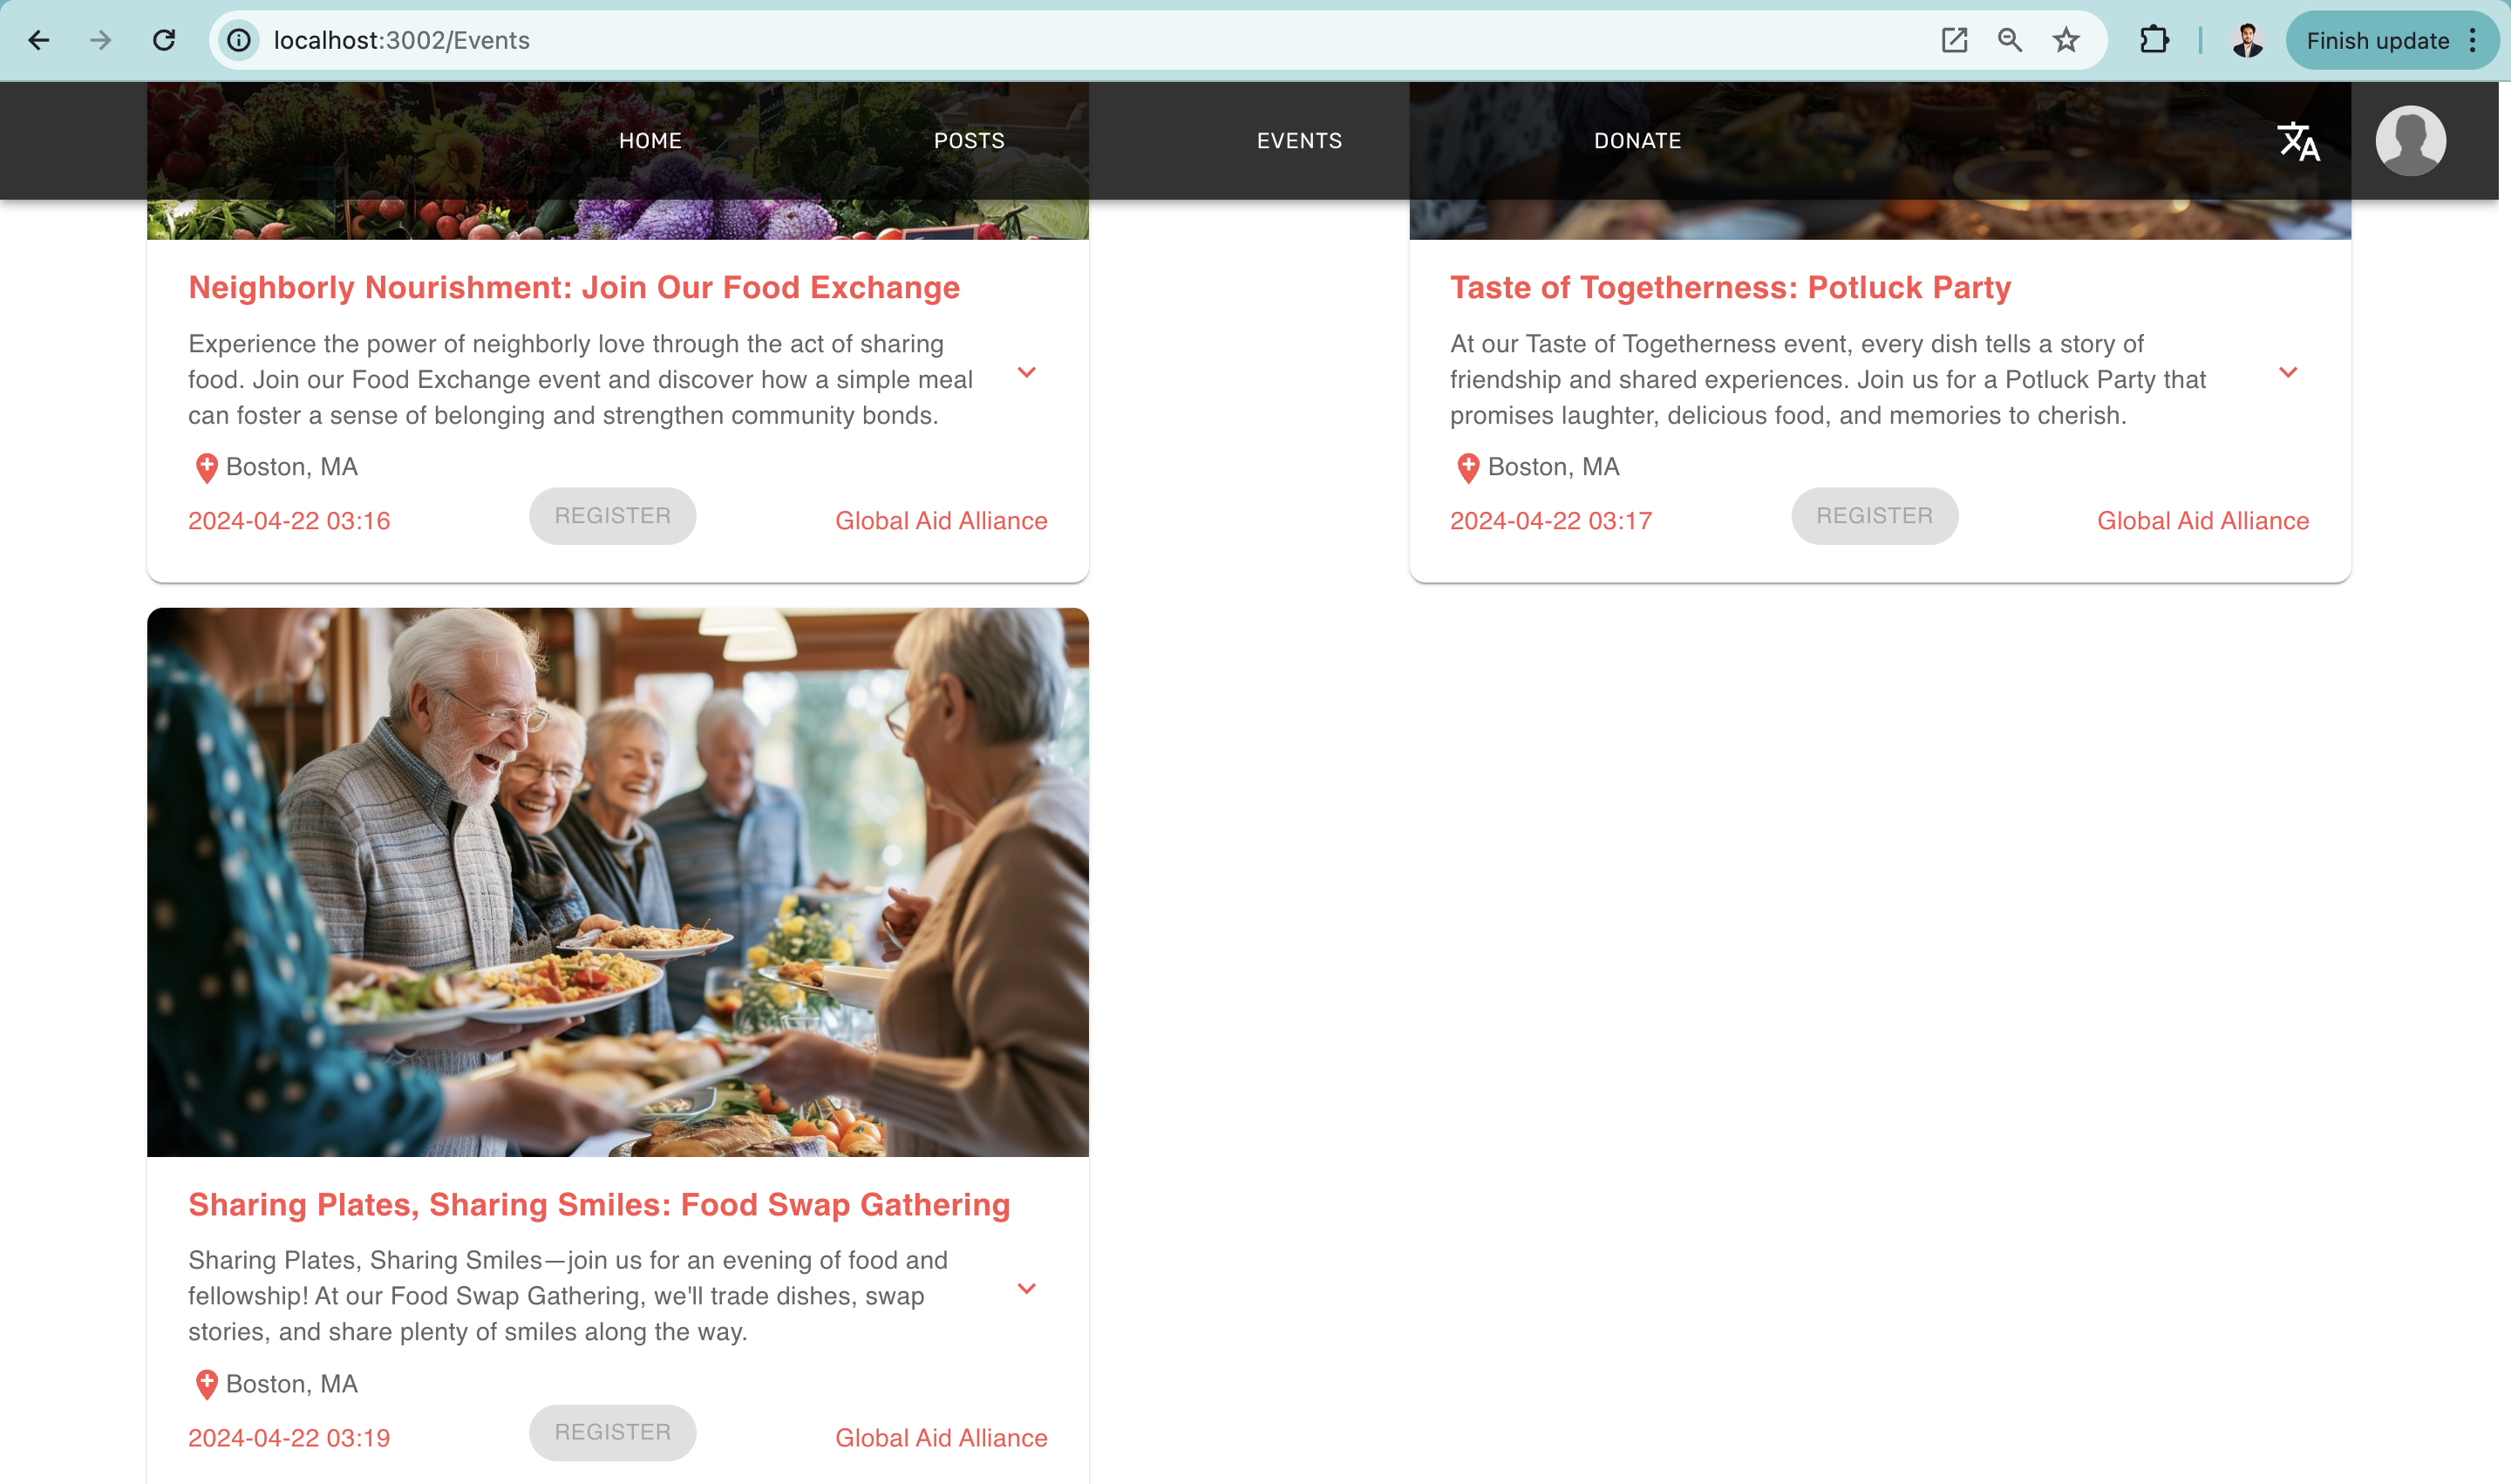 localhost:3002/Events
Finish update
HOME
POSTS
EVENTS
DONATE
Neighborly Nourishment: Join Our Food Exchange
Experience the power of neighborly love through the act of sharing
food. Join our Food Exchange event and discover how a simple meal
can foster a sense of belonging and strengthen community bonds.
Boston, MA
2024-04-22 03:16
REGISTER
Global Aid Alliance
Taste of Togetherness: Potluck Party
At our Taste of Togetherness event, every dish tells a story of
friendship and shared experiences. Join us for a Potluck Party that
promises laughter, delicious food, and memories to cherish.
Boston, MA
2024-04-22 03:17
REGISTER
Global Aid Alliance
Sharing Plates, Sharing Smiles: Food Swap Gathering
Sharing Plates, Sharing Smiles—join us for an evening of food and
fellowship! At our Food Swap Gathering, we'll trade dishes, swap
stories, and share plenty of smiles along the way.
Boston, MA
2024-04-22 03:19
REGISTER
Global Aid Alliance